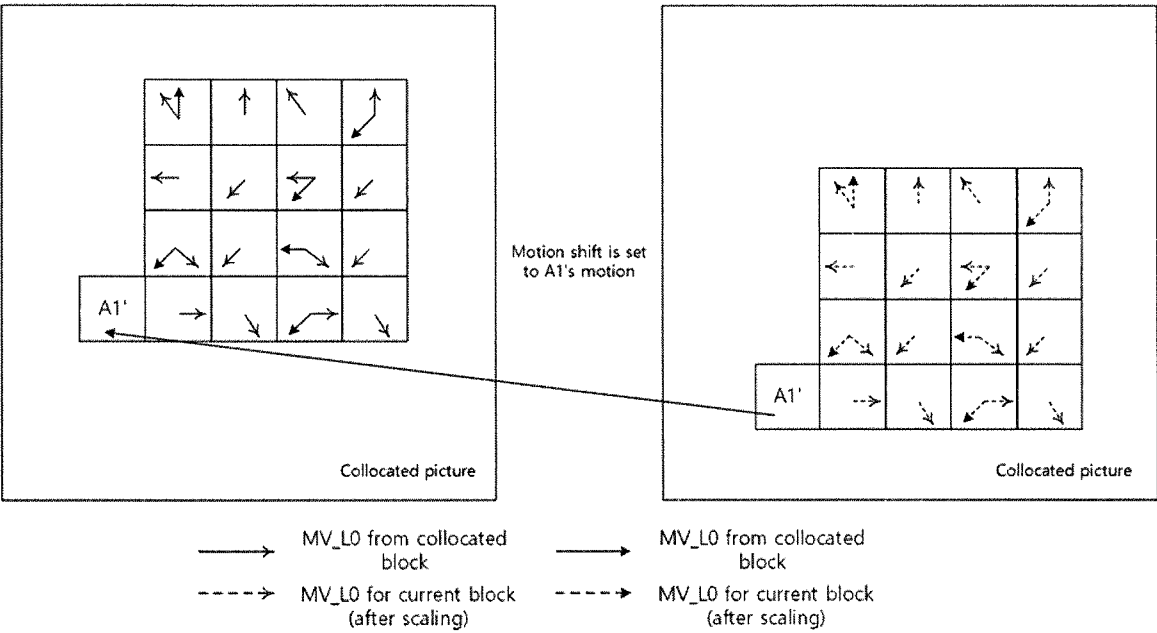 Motion shift is set
to A1's motion
A1'
A1'
Collocated picture
Collocated picture
MV_L0 from collocated
block
MV_L0 from collocated
block
MV_L0 for current block
(after scaling)
MV_L0 for current block
(after scaling)